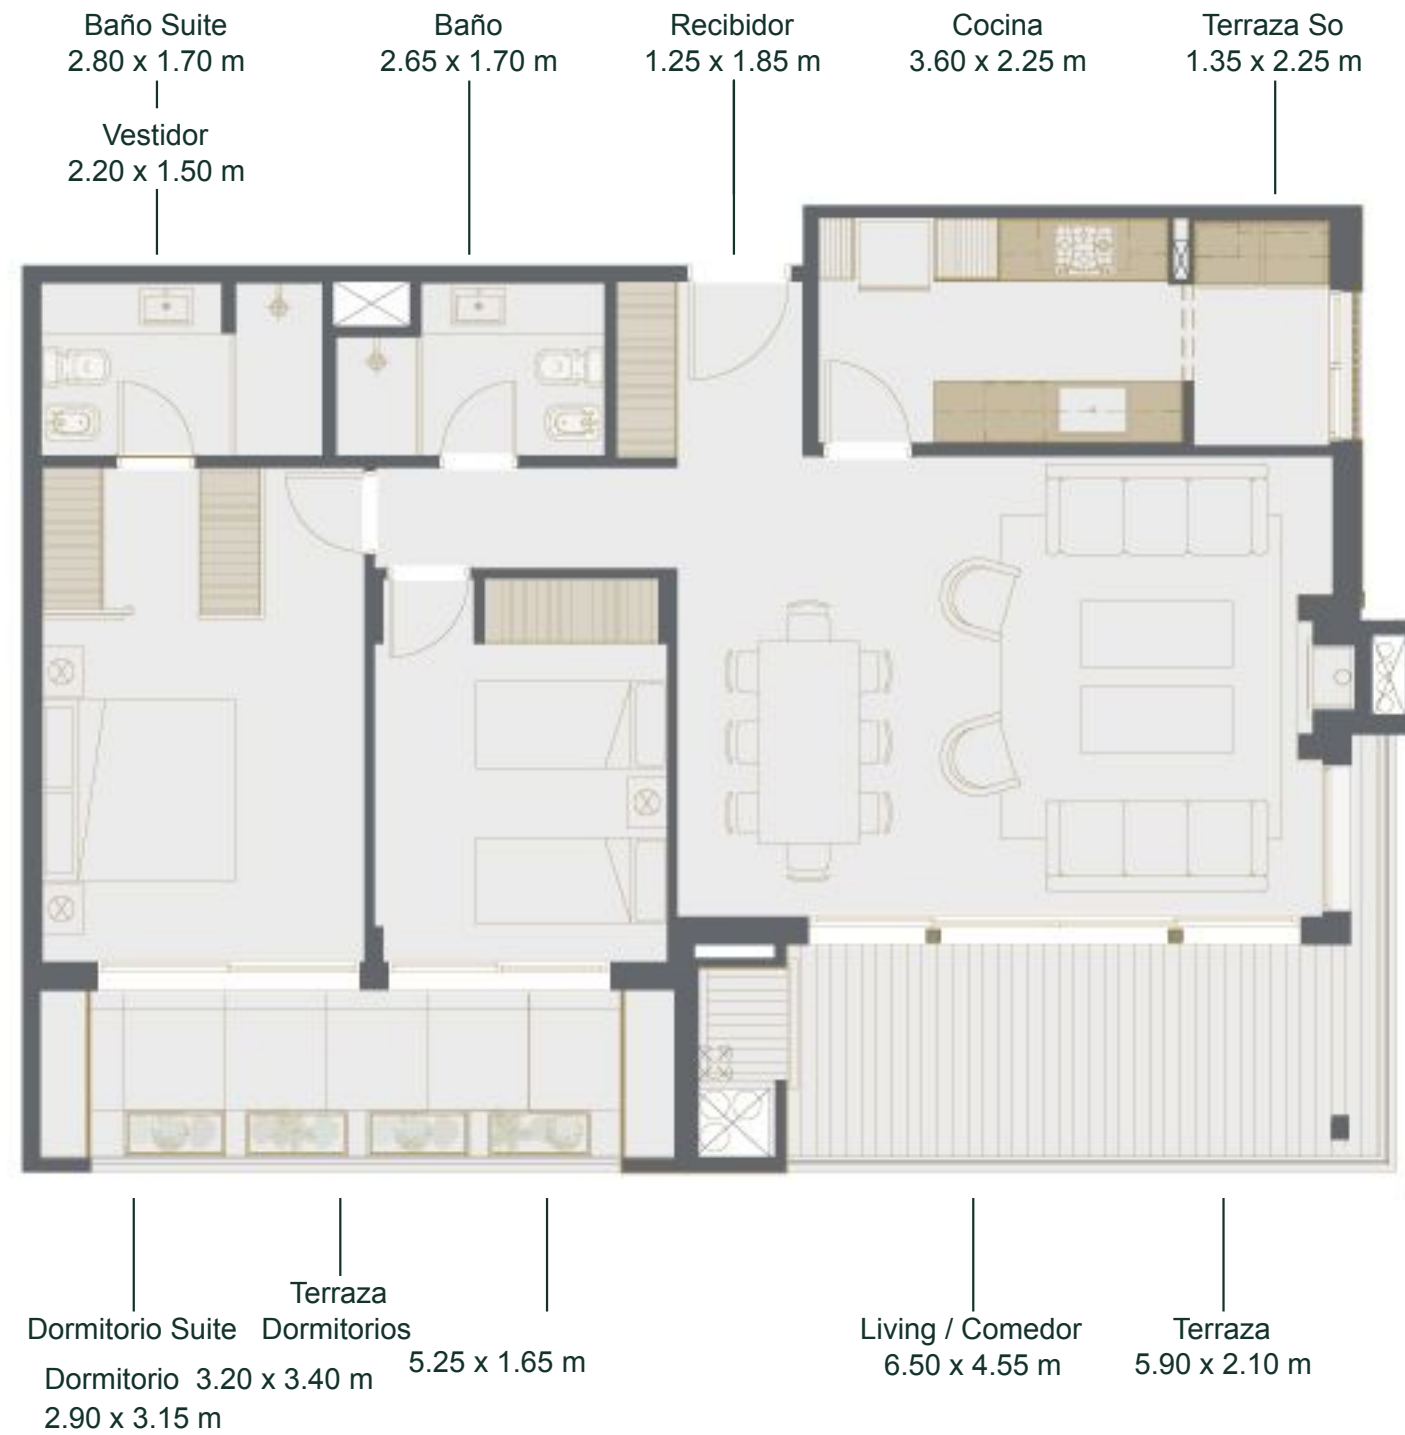 Baño Suite
2.80 x 1.70 m
Vestidor
2.20 x 1.50 m
Baño
2.65 x 1.70 m
Recibidor
1.25 x 1.85 m
Cocina
3.60 x 2.25 m
Terraza So
1.35 x 2.25 m
Dormitorio Suite
Terraza
Dormitorios
5.25 x 1.65 m
Dormitorio 3.20 x 3.40 m
2.90 x 3.15 m
Living / Comedor
6.50 x 4.55 m
Terraza
5.90 x 2.10 m